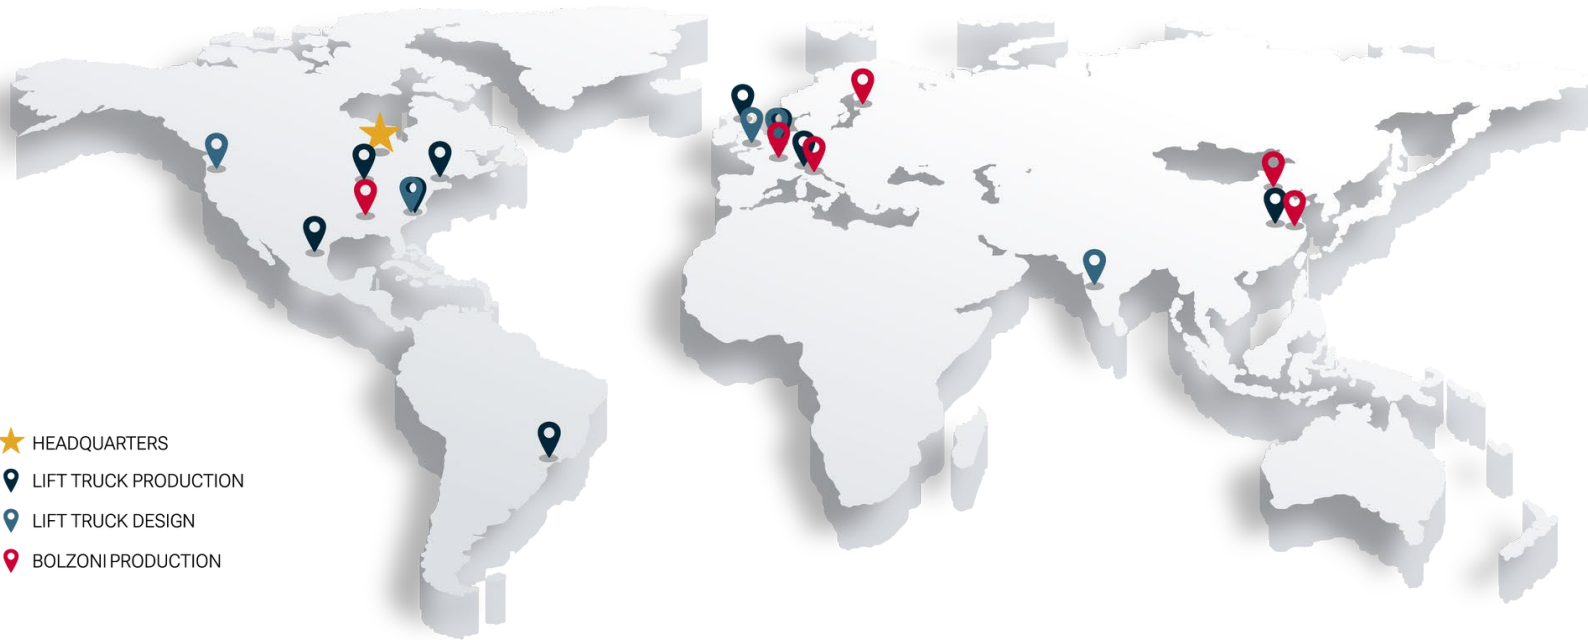 HEADQUARTERS
LIFT TRUCK PRODUCTION
LIFT TRUCK DESIGN
BOLZONI PRODUCTION